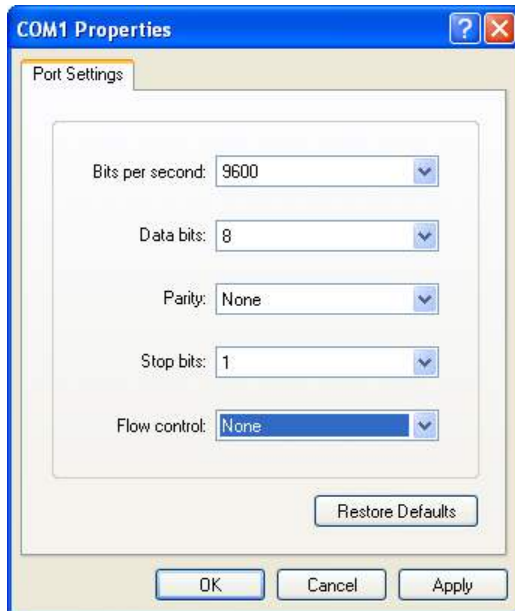 COM1 Properties
Port Settings
Bits per second: 9600
Data bits: 8
Parity: None
Stop bits: 1
Flow control: None
Restore Defaults
OK Cancel Apply